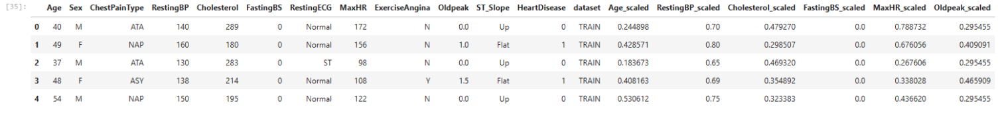 [35]: Age Sex ChestPainType RestingBP Cholesterol FastingBS RestingECG MaxHR ExerciseAngina Oldpeak ST_Slope HeartDisease dataset Age_scaled RestingBP_scaled Cholesterol_scaled FastingBS_scaled MaxHR_scaled Oldpeak_scaled
0 40 M ATA 140 289 0 Normal 172 N 0.0 Up 0 TRAIN 0.244898 0.70 0.479270 0.0 0.788732 0.295455
1 49 F NAP 160 180 0 Normal 156 N 1.0 Flat 1 TRAIN 0.428571 0.80 0.298507 0.0 0.676056 0.409091
2 37 M ATA 130 283 0 ST 98 N 0.0 Up 0 TRAIN 0.183673 0.65 0.469320 0.0 0.267606 0.295455
3 48 F ASY 138 214 0 Normal 108 Y 1.5 Flat 1 TRAIN 0.408163 0.69 0.354892 0.0 0.338028 0.465909
4 54 M NAP 150 195 0 Normal 122 N 0.0 Up 0 TRAIN 0.530612 0.75 0.323383 0.0 0.436620 0.295455